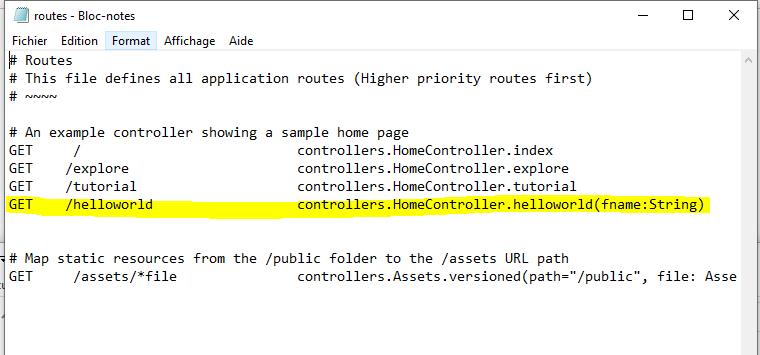 routes - Bloc-notes
Fichier Edition Format Affichage Aide
# Routes
# This file defines all application routes (Higher priority routes first)
# ~~~~
# An example controller showing a sample home page
GET / controllers.HomeController.index
GET /explore controllers.HomeController.explore
GET /tutorial controllers.HomeController.tutorial
GET /helloworld controllers.HomeController.helloworld(fname:String)
# Map static resources from the /public folder to the /assets URL path
GET /assets/*file controllers.Assets.versioned(path="/public", file: Asse